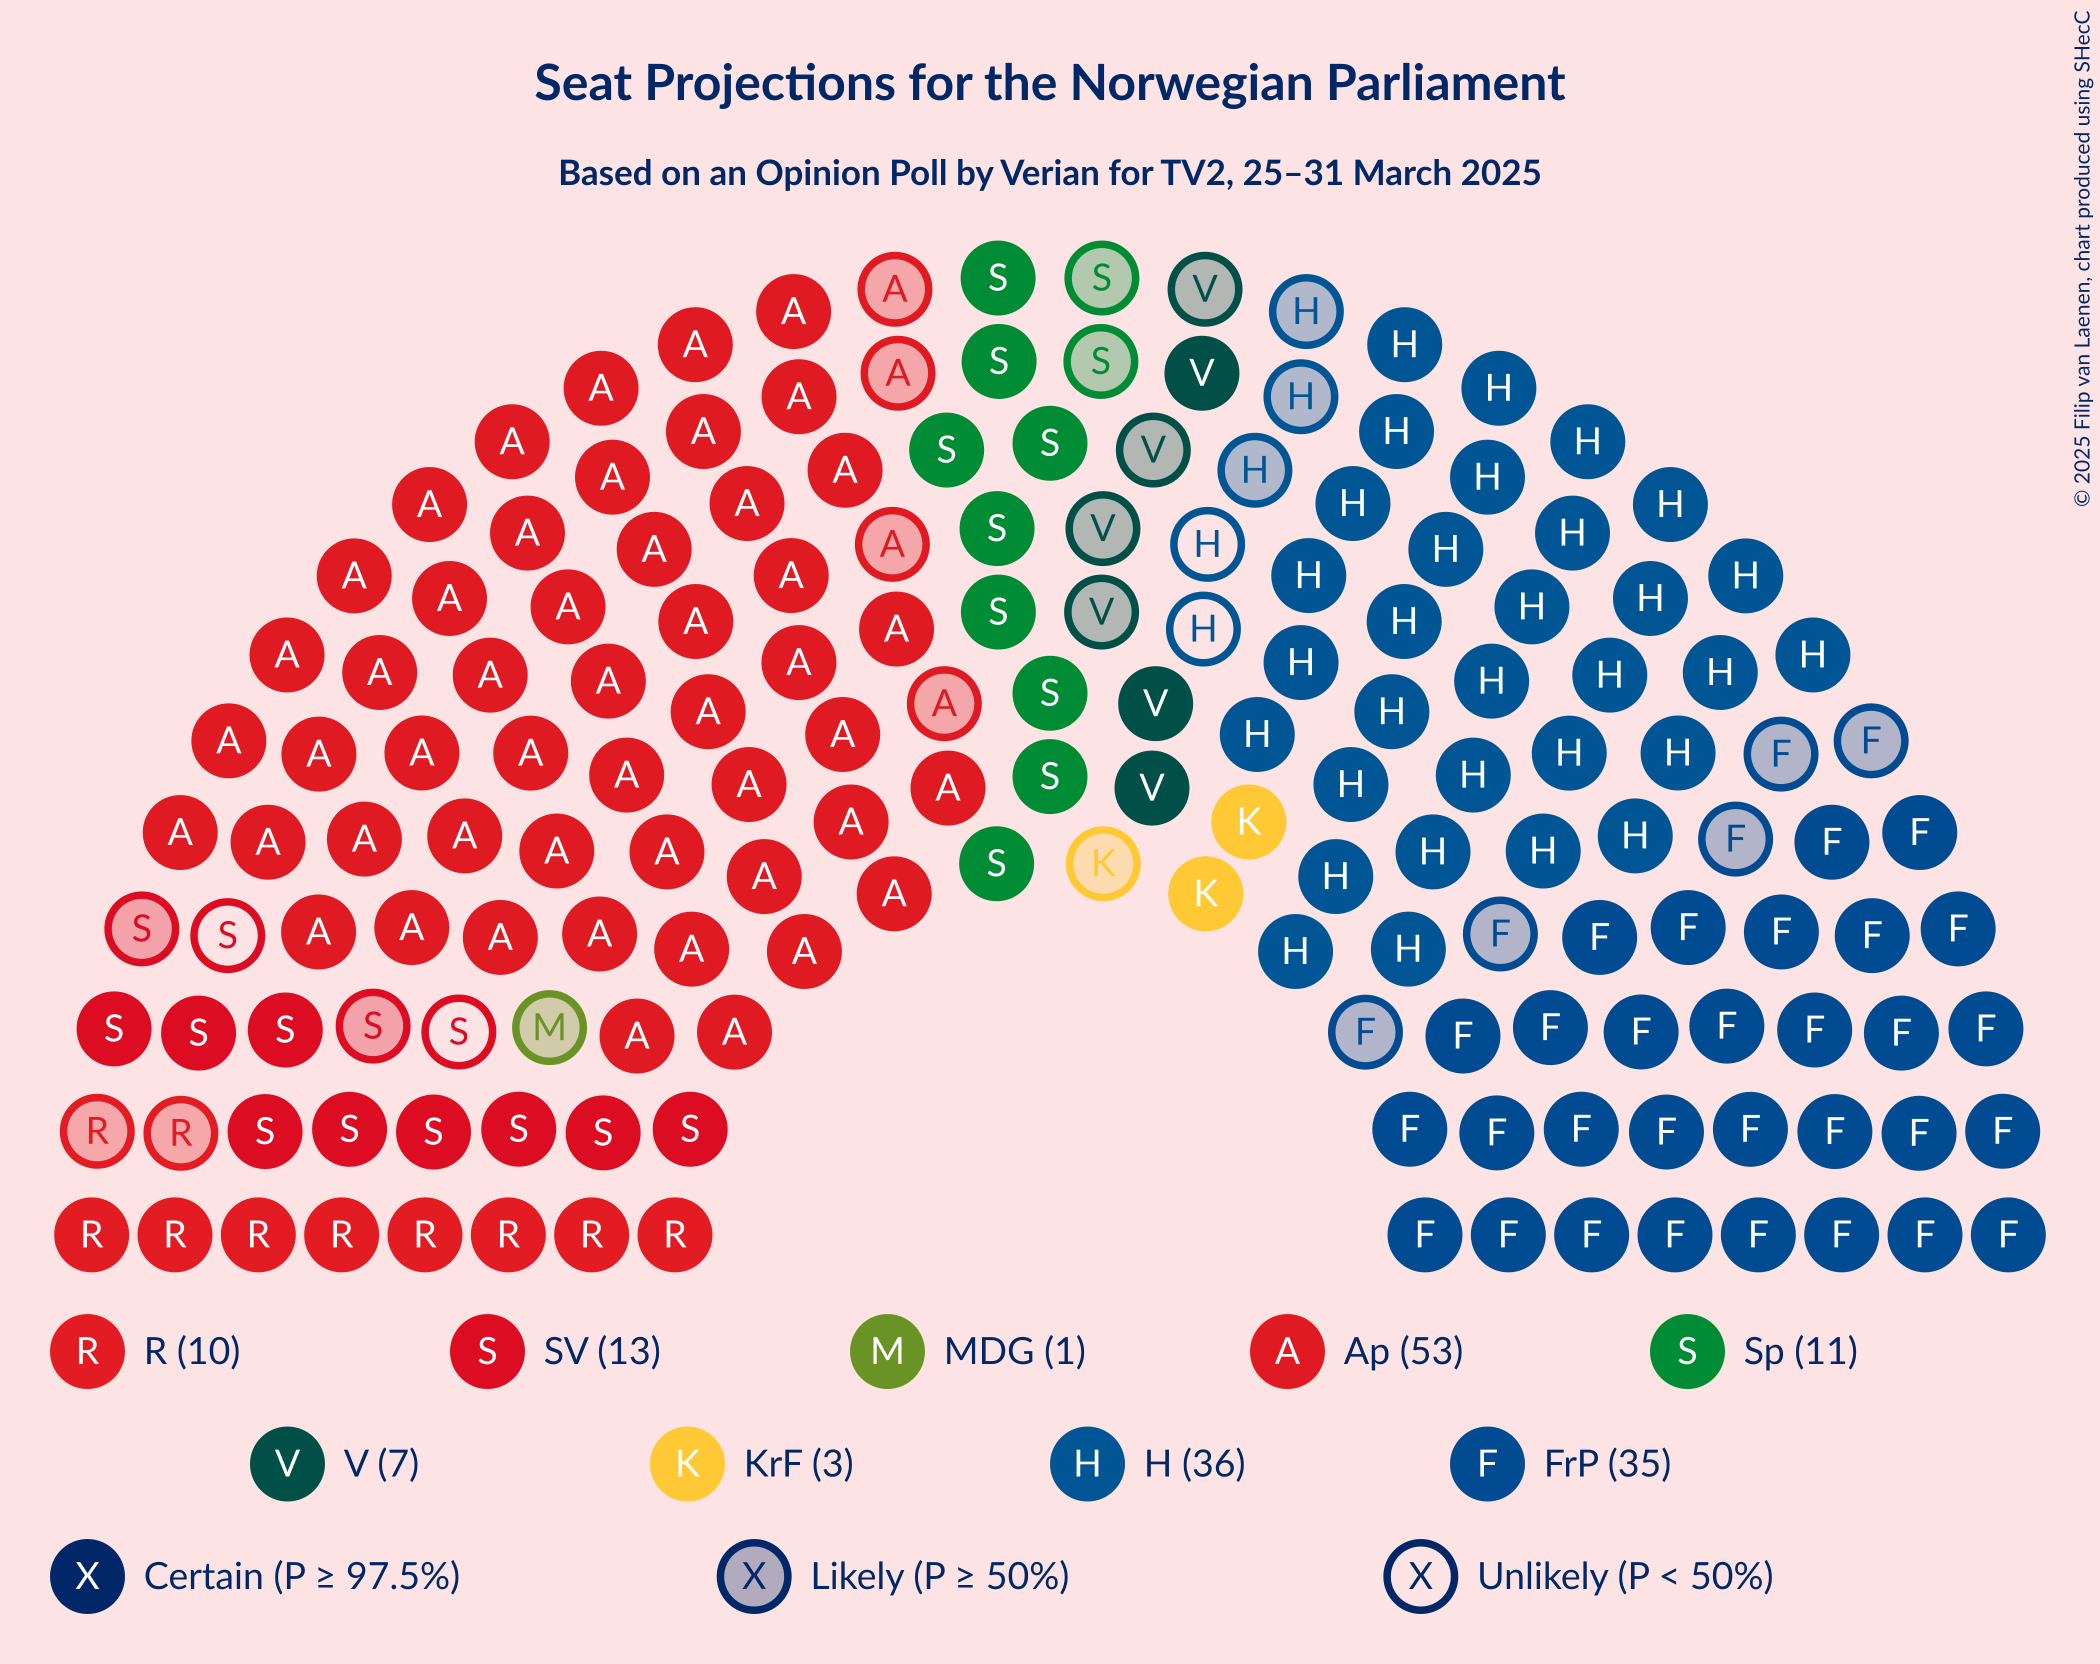 Seat Projections for the Norwegian Parliament
Based on an Opinion Poll by Verian for TV2, 25–31 March 2025
© 2025 Filip van Laenen, chart produced using SHecC
A S S V
A H
A H
A S S V
A A H H
A A S S V H H
A A H H
A A H H
A A A S V H H H
A A H H
A A A A S V H H H H
A A A A A H H H H H
A A S V H
A A A A A A A A S V H H H H H F F
A A A A A A A A S K K H H H H F F F
S S A A A A A A A K H H F F F F F F
S S S S S M A A F F F F F F F F
R R S S S S S S F F F F F F F F
R R R R R R R R F F F F F F F F
R R (10) S SV (13) M MDG (1) A Ap (53) S Sp (11)
V V (7) K KrF (3) H H (36) F FrP (35)
X Certain (P ≥ 97.5%) X Likely (P ≥ 50%) X Unlikely (P < 50%)